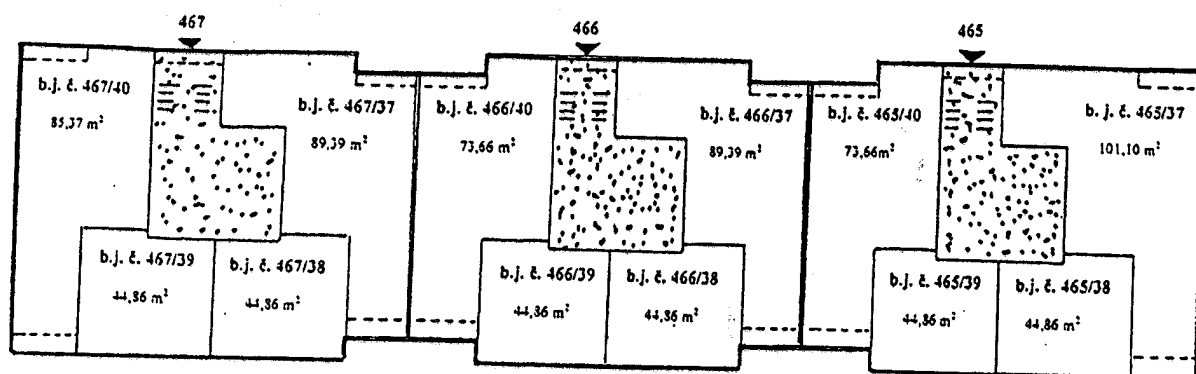 467
466
465
b.j. č. 467/40
85,37 m²
b.j. č. 467/37
89,39 m²
b.j. č. 466/40
73,66 m²
b.j. č. 466/37
89,39 m²
b.j. č. 465/40
73,66m²
b.j. č. 465/37
101,10 m²
b.j. č. 467/39
44,86 m²
b.j. č. 467/38
44,86 m²
b.j. č. 466/39
44,86 m²
b.j. č. 466/38
44,86 m²
b.j. č. 465/39
44,86 m²
b.j. č. 465/38
44,86 m²